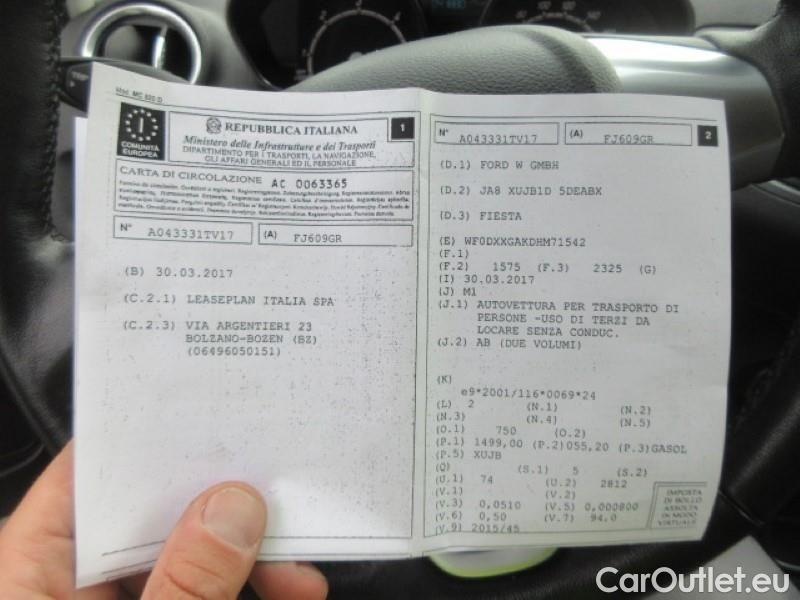 Mod. MC 820 D
COMUNITÀ
EUROPEA
REPUBBLICA ITALIANA
1
Ministero delle Infrastrutture e dei Trasporti
DIPARTIMENTO PER I TRASPORTI, LA NAVIGAZIONE,
GLI AFFARI GENERALI ED IL PERSONALE
CARTA DI CIRCOLAZIONE AC 0063365
N° A043331TV17 (A) FJ609GR
(B) 30.03.2017
(C.2.1) LEASEPLAN ITALIA SPA
(C.2.3) VIA ARGENTIERI 23
BOLZANO-BOZEN (BZ)
(06496050151)
N° A043331TV17 (A) FJ609GR 2
(D.1) FORD W GMBH
(D.2) JA8 XUJB1D 5DEABX
(D.3) FIESTA
(E) WF0DXXGAKDHM71542
(F.1)
(F.2) 1575 (F.3) 2325 (G)
(I) 30.03.2017
(J) M1
(J.1) AUTOVETTURA PER TRASPORTO DI
PERSONE -USO DI TERZI DA
LOCARE SENZA CONDUC.
(J.2) AB (DUE VOLUMI)
(K)
e9*2001/116*0069*24
(L) 2 (N.1) (N.2)
(N.3) (N.4) (N.5)
(O.1) 750 (O.2)
(P.1) 1499,00 (P.2) 055,20 (P.3) GASOL
(P.5) XUJB
(Q) (S.1) 5 (S.2)
(U.1) 74 (U.2) 2812
(V.1) (V.2)
(V.3) 0,0510 (V.5) 0,000800
(V.6) 0,50 (V.7) 94,0
(V.9) 2015/45
IMPOSTA
DI BOLLO
ASSOLTA
IN MODO
VIRTUALE
CarOutlet.eu